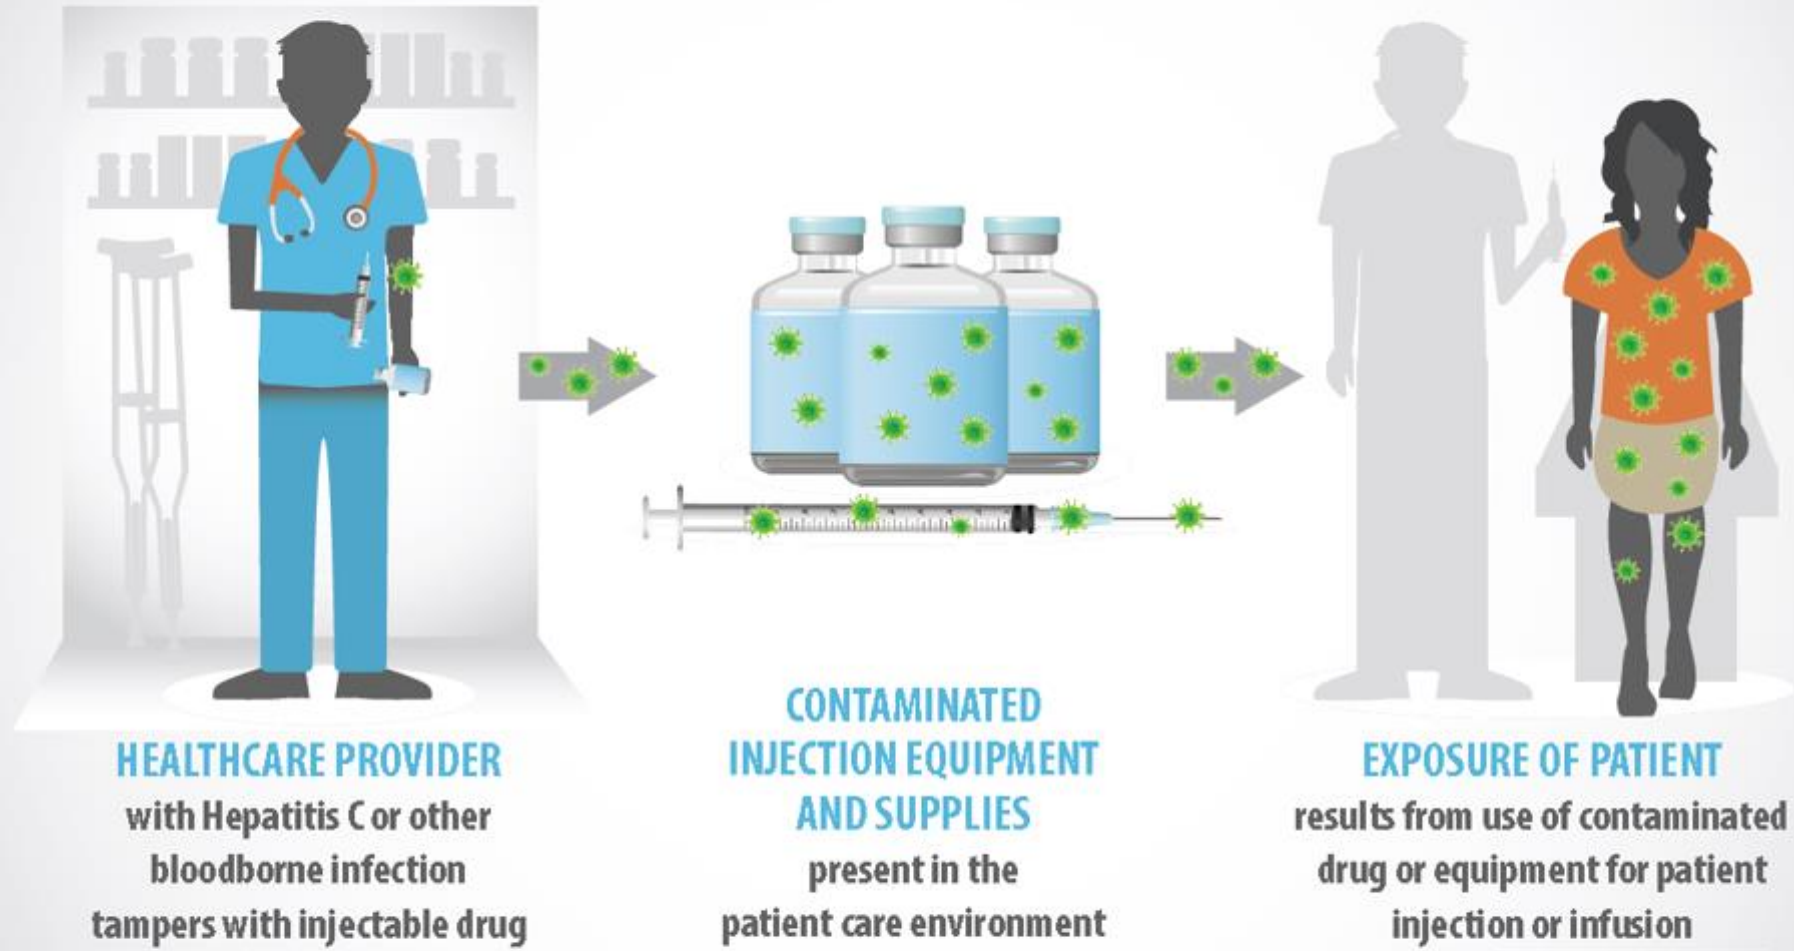 HEALTHCARE PROVIDER
with Hepatitis C or other
bloodborne infection
tampers with injectable drug
CONTAMINATED
INJECTION EQUIPMENT
AND SUPPLIES
present in the
patient care environment
EXPOSURE OF PATIENT
results from use of contaminated
drug or equipment for patient
injection or infusion